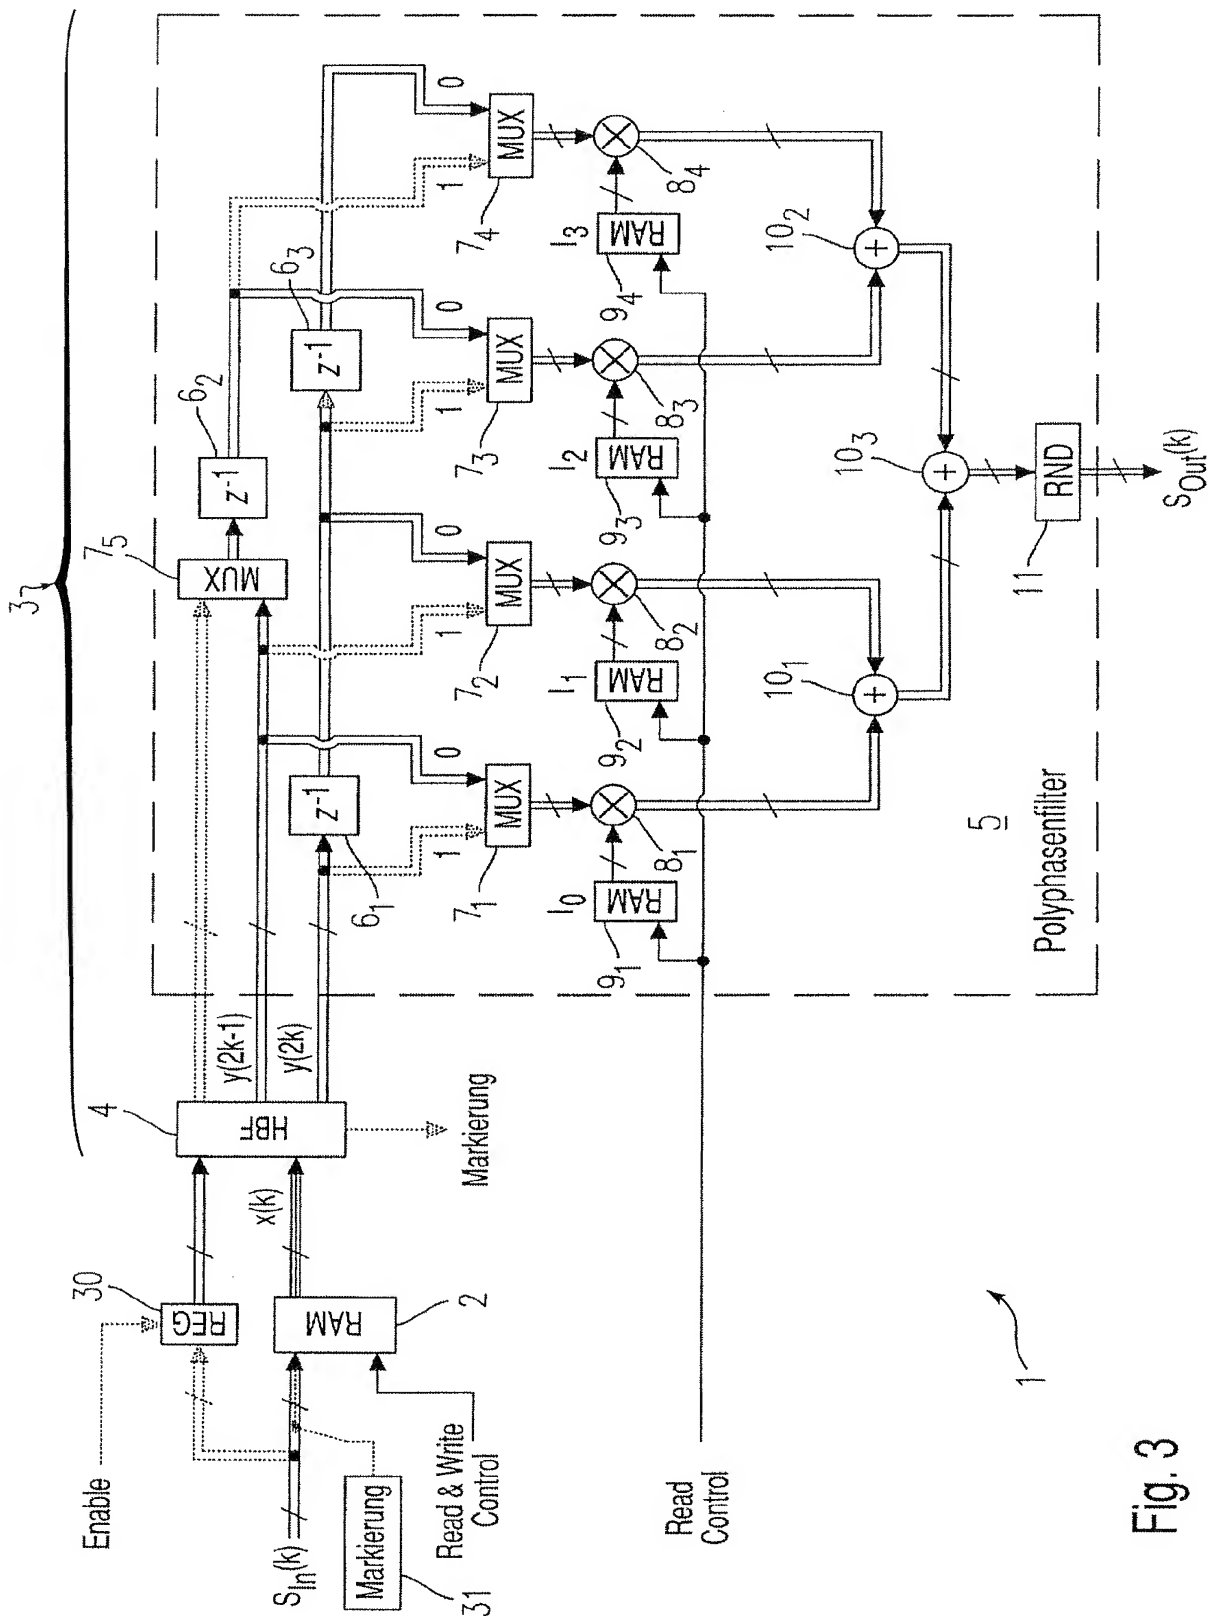 3
Enable
30
REG
S_In(k)
Markierung
31
Read & Write
Control
RAM
2
x(k)
4
HBF
Markierung
y(2k-1)
y(2k)
7_5
MUX
6_2
z^-1
6_1
z^-1
6_3
z^-1
1
0
1
0
1
0
1
0
7_1
MUX
7_2
MUX
7_3
MUX
7_4
MUX
I_0
RAM
9_1
8_1
I_1
RAM
9_2
8_2
I_2
RAM
9_3
8_3
I_3
RAM
9_4
8_4
Read
Control
10_1
10_2
10_3
11
RND
S_Out(k)
5
Polyphasenfilter
1
Fig. 3